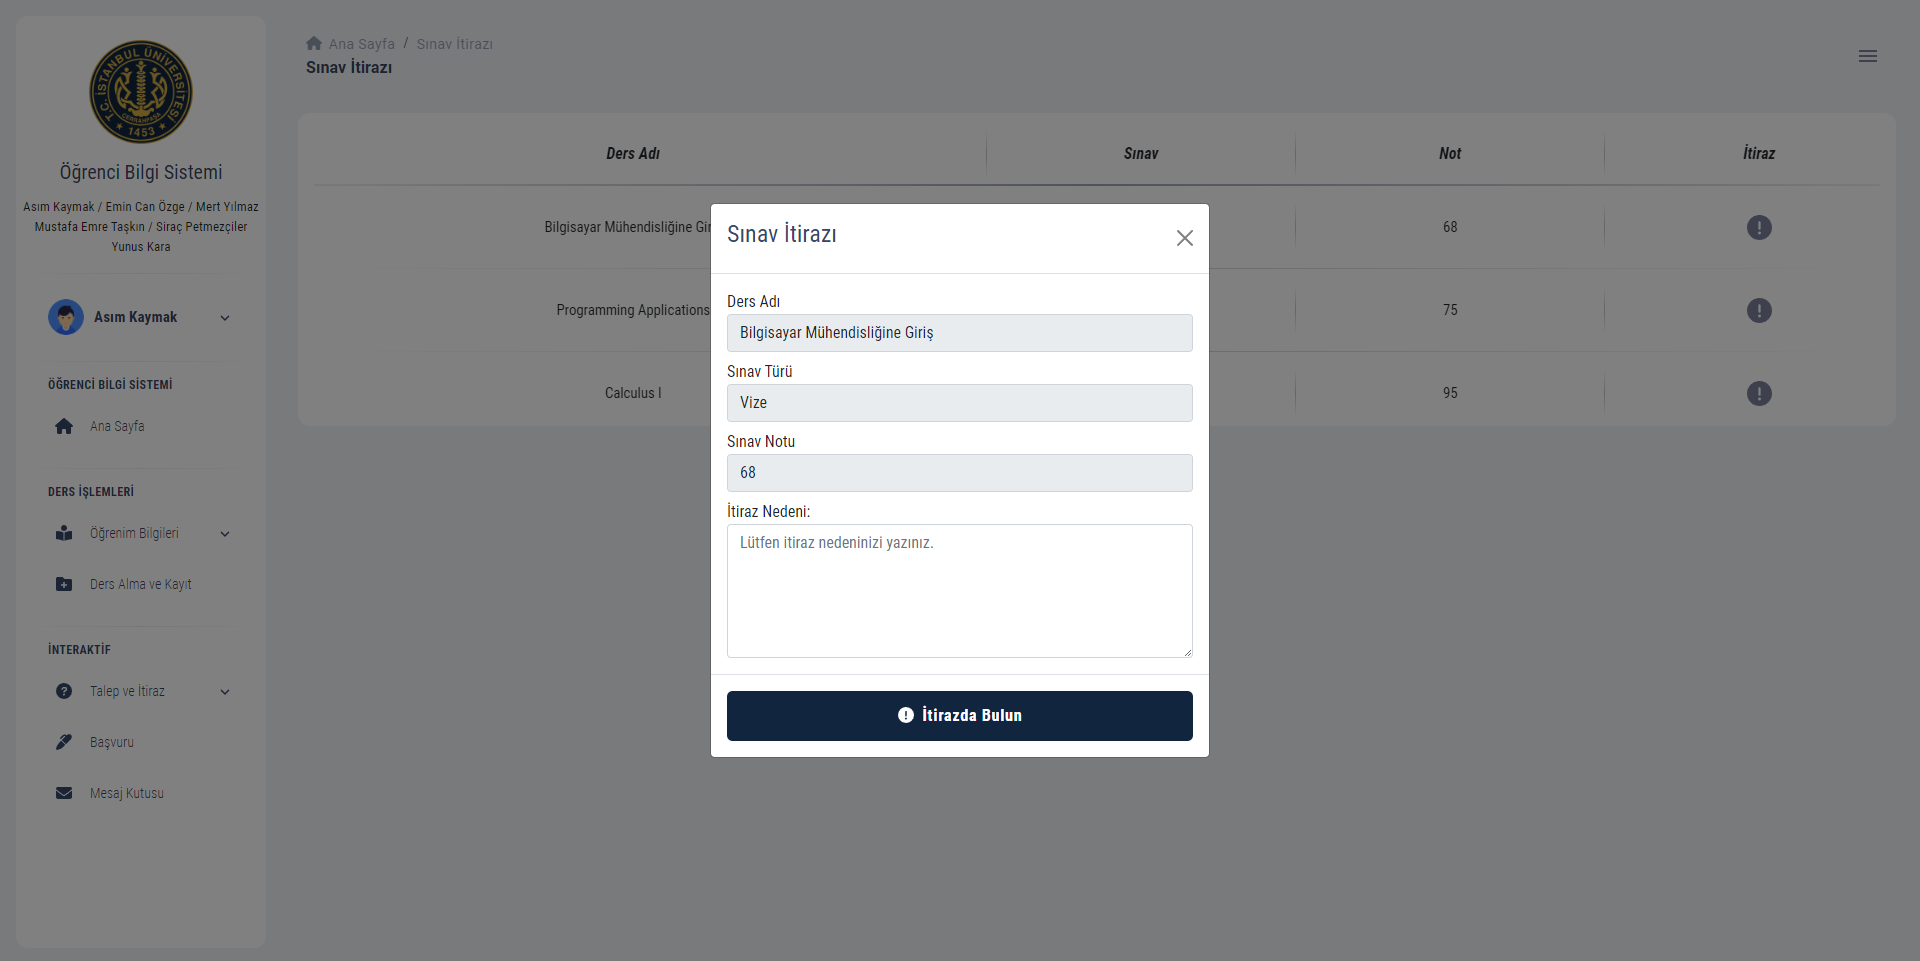 T.C. İSTANBUL ÜNİVERSİTESİ
CERRAHPAŞA
1453
Öğrenci Bilgi Sistemi
Asım Kaymak / Emin Can Özge / Mert Yılmaz
Mustafa Emre Taşkın / Siraç Petmezçiler
Yunus Kara
Asım Kaymak
ÖĞRENCİ BİLGİ SİSTEMİ
Ana Sayfa
DERS İŞLEMLERİ
Öğrenim Bilgileri
Ders Alma ve Kayıt
İNTERAKTİF
Talep ve İtiraz
Başvuru
Mesaj Kutusu
Ana Sayfa / Sınav İtirazı
Sınav İtirazı
Ders Adı Sınav Not İtiraz
Bilgisayar Mühendisliğine 68
Programming Applications 75
Calculus I 95
Sınav İtirazı
Ders Adı
Bilgisayar Mühendisliğine Giriş
Sınav Türü
Vize
Sınav Notu
68
İtiraz Nedeni:
Lütfen itiraz nedeninizi yazınız.
İtirazda Bulun